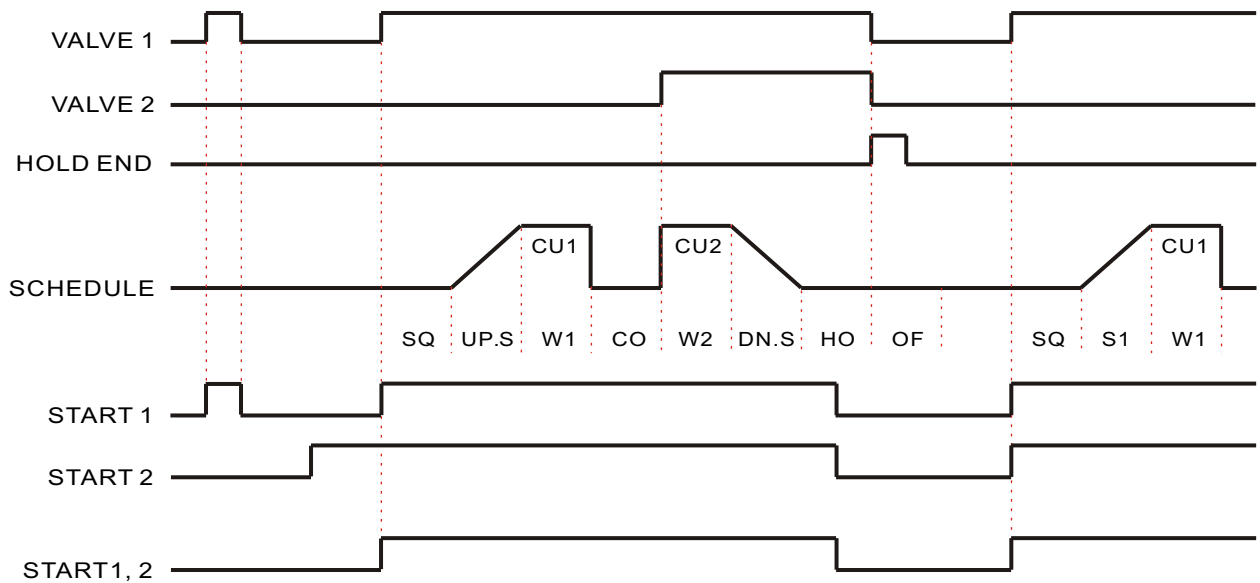 VALVE 1
VALVE 2
HOLD END
CU1 CU2 CU1
SCHEDULE
SQ UP.S W1 CO W2 DN.S HO OF SQ S1 W1
START 1
START 2
START1, 2